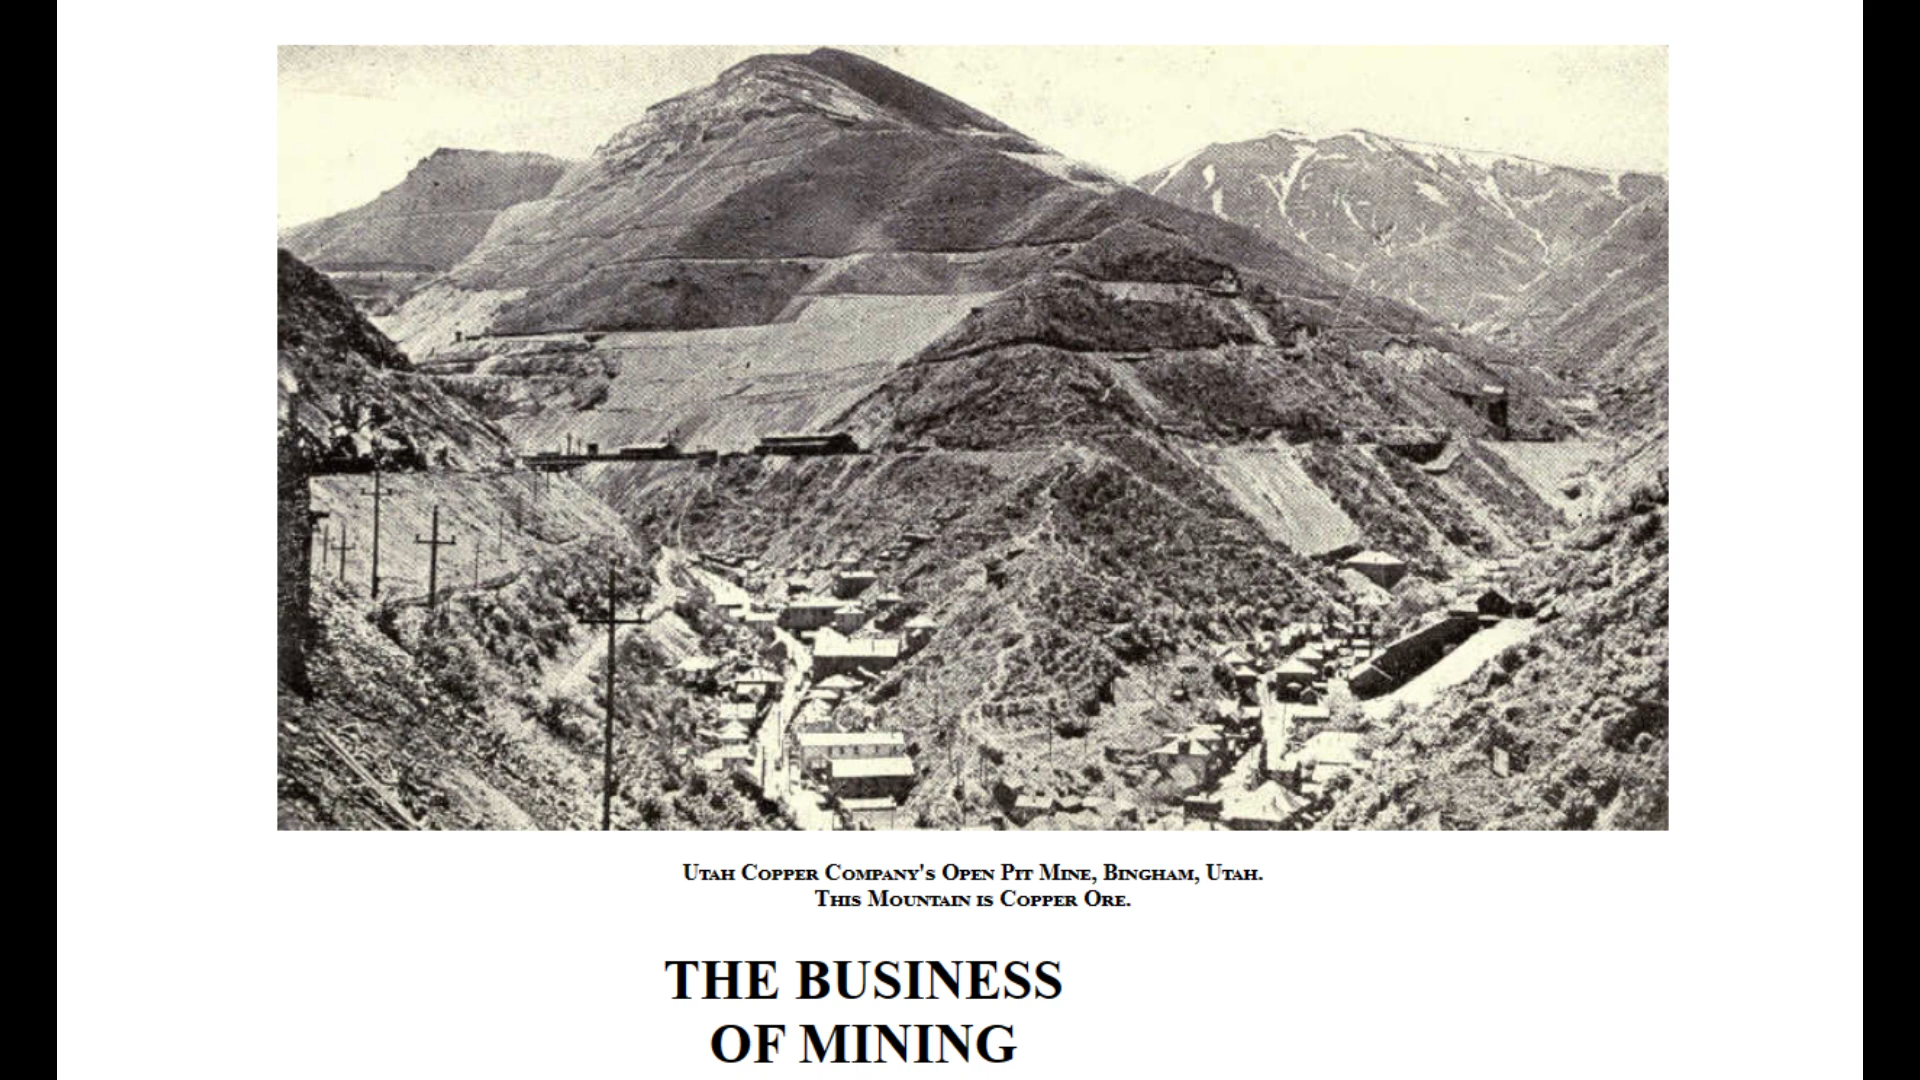 Utah Copper Company's Open Pit Mine, Bingham, Utah.
This Mountain is Copper Ore.
THE BUSINESS
OF MINING